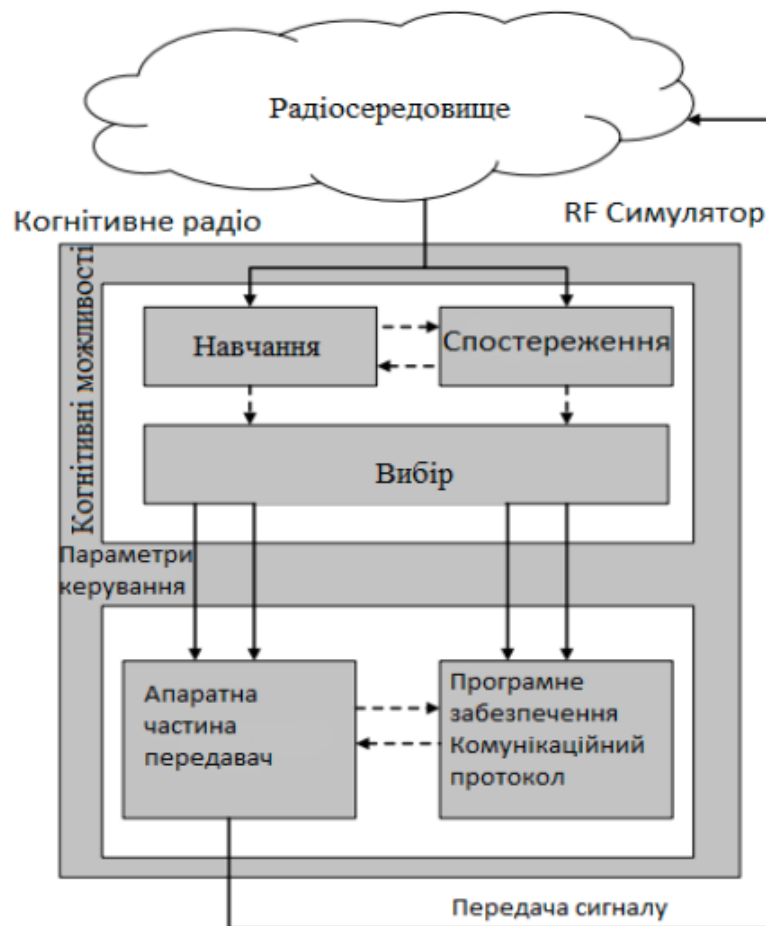 Радіосередовище
Когнітивне радіо
RF Симулятор
Когнітивні можливості
Навчання
Спостереження
Вибір
Параметри
керування
Апаратна
частина
передавач
Програмне
забезпечення
Комунікаційний
протокол
Передача сигналу